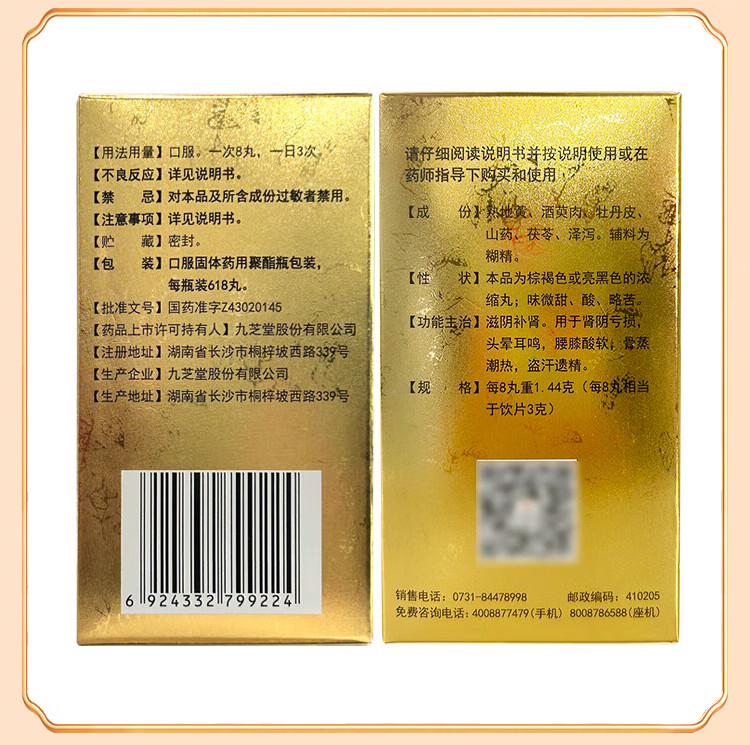 【用法用量】口服。一次8丸,一日3次
【不良反应】详见说明书。
【禁　　忌】对本品及所含成份过敏者禁用。
【注意事项】详见说明书。
【贮　　藏】密封。
【包　　装】口服固体药用聚酯瓶包装,
每瓶装618丸。
【批准文号】国药准字Z43020145
【药品上市许可持有人】九芝堂股份有限公司
【注册地址】湖南省长沙市桐梓坡西路339号
【生产企业】九芝堂股份有限公司
【生产地址】湖南省长沙市桐梓坡西路339号
6 924332 799224
请仔细阅读说明书并按说明使用或在
药师指导下购买和使用
【成　　份】熟地黄、酒萸肉、牡丹皮、
山药、茯苓、泽泻。辅料为
糊精。
【性　　状】本品为棕褐色或亮黑色的浓
缩丸;味微甜、酸、略苦。
【功能主治】滋阴补肾。用于肾阴亏损,
头晕耳鸣,腰膝酸软,骨蒸
潮热,盗汗遗精。
【规　　格】每8丸重1.44克(每8丸相当
于饮片3克)
销售电话:0731-84478998　邮政编码:410205
免费咨询电话:4008877479(手机) 8008786588(座机)